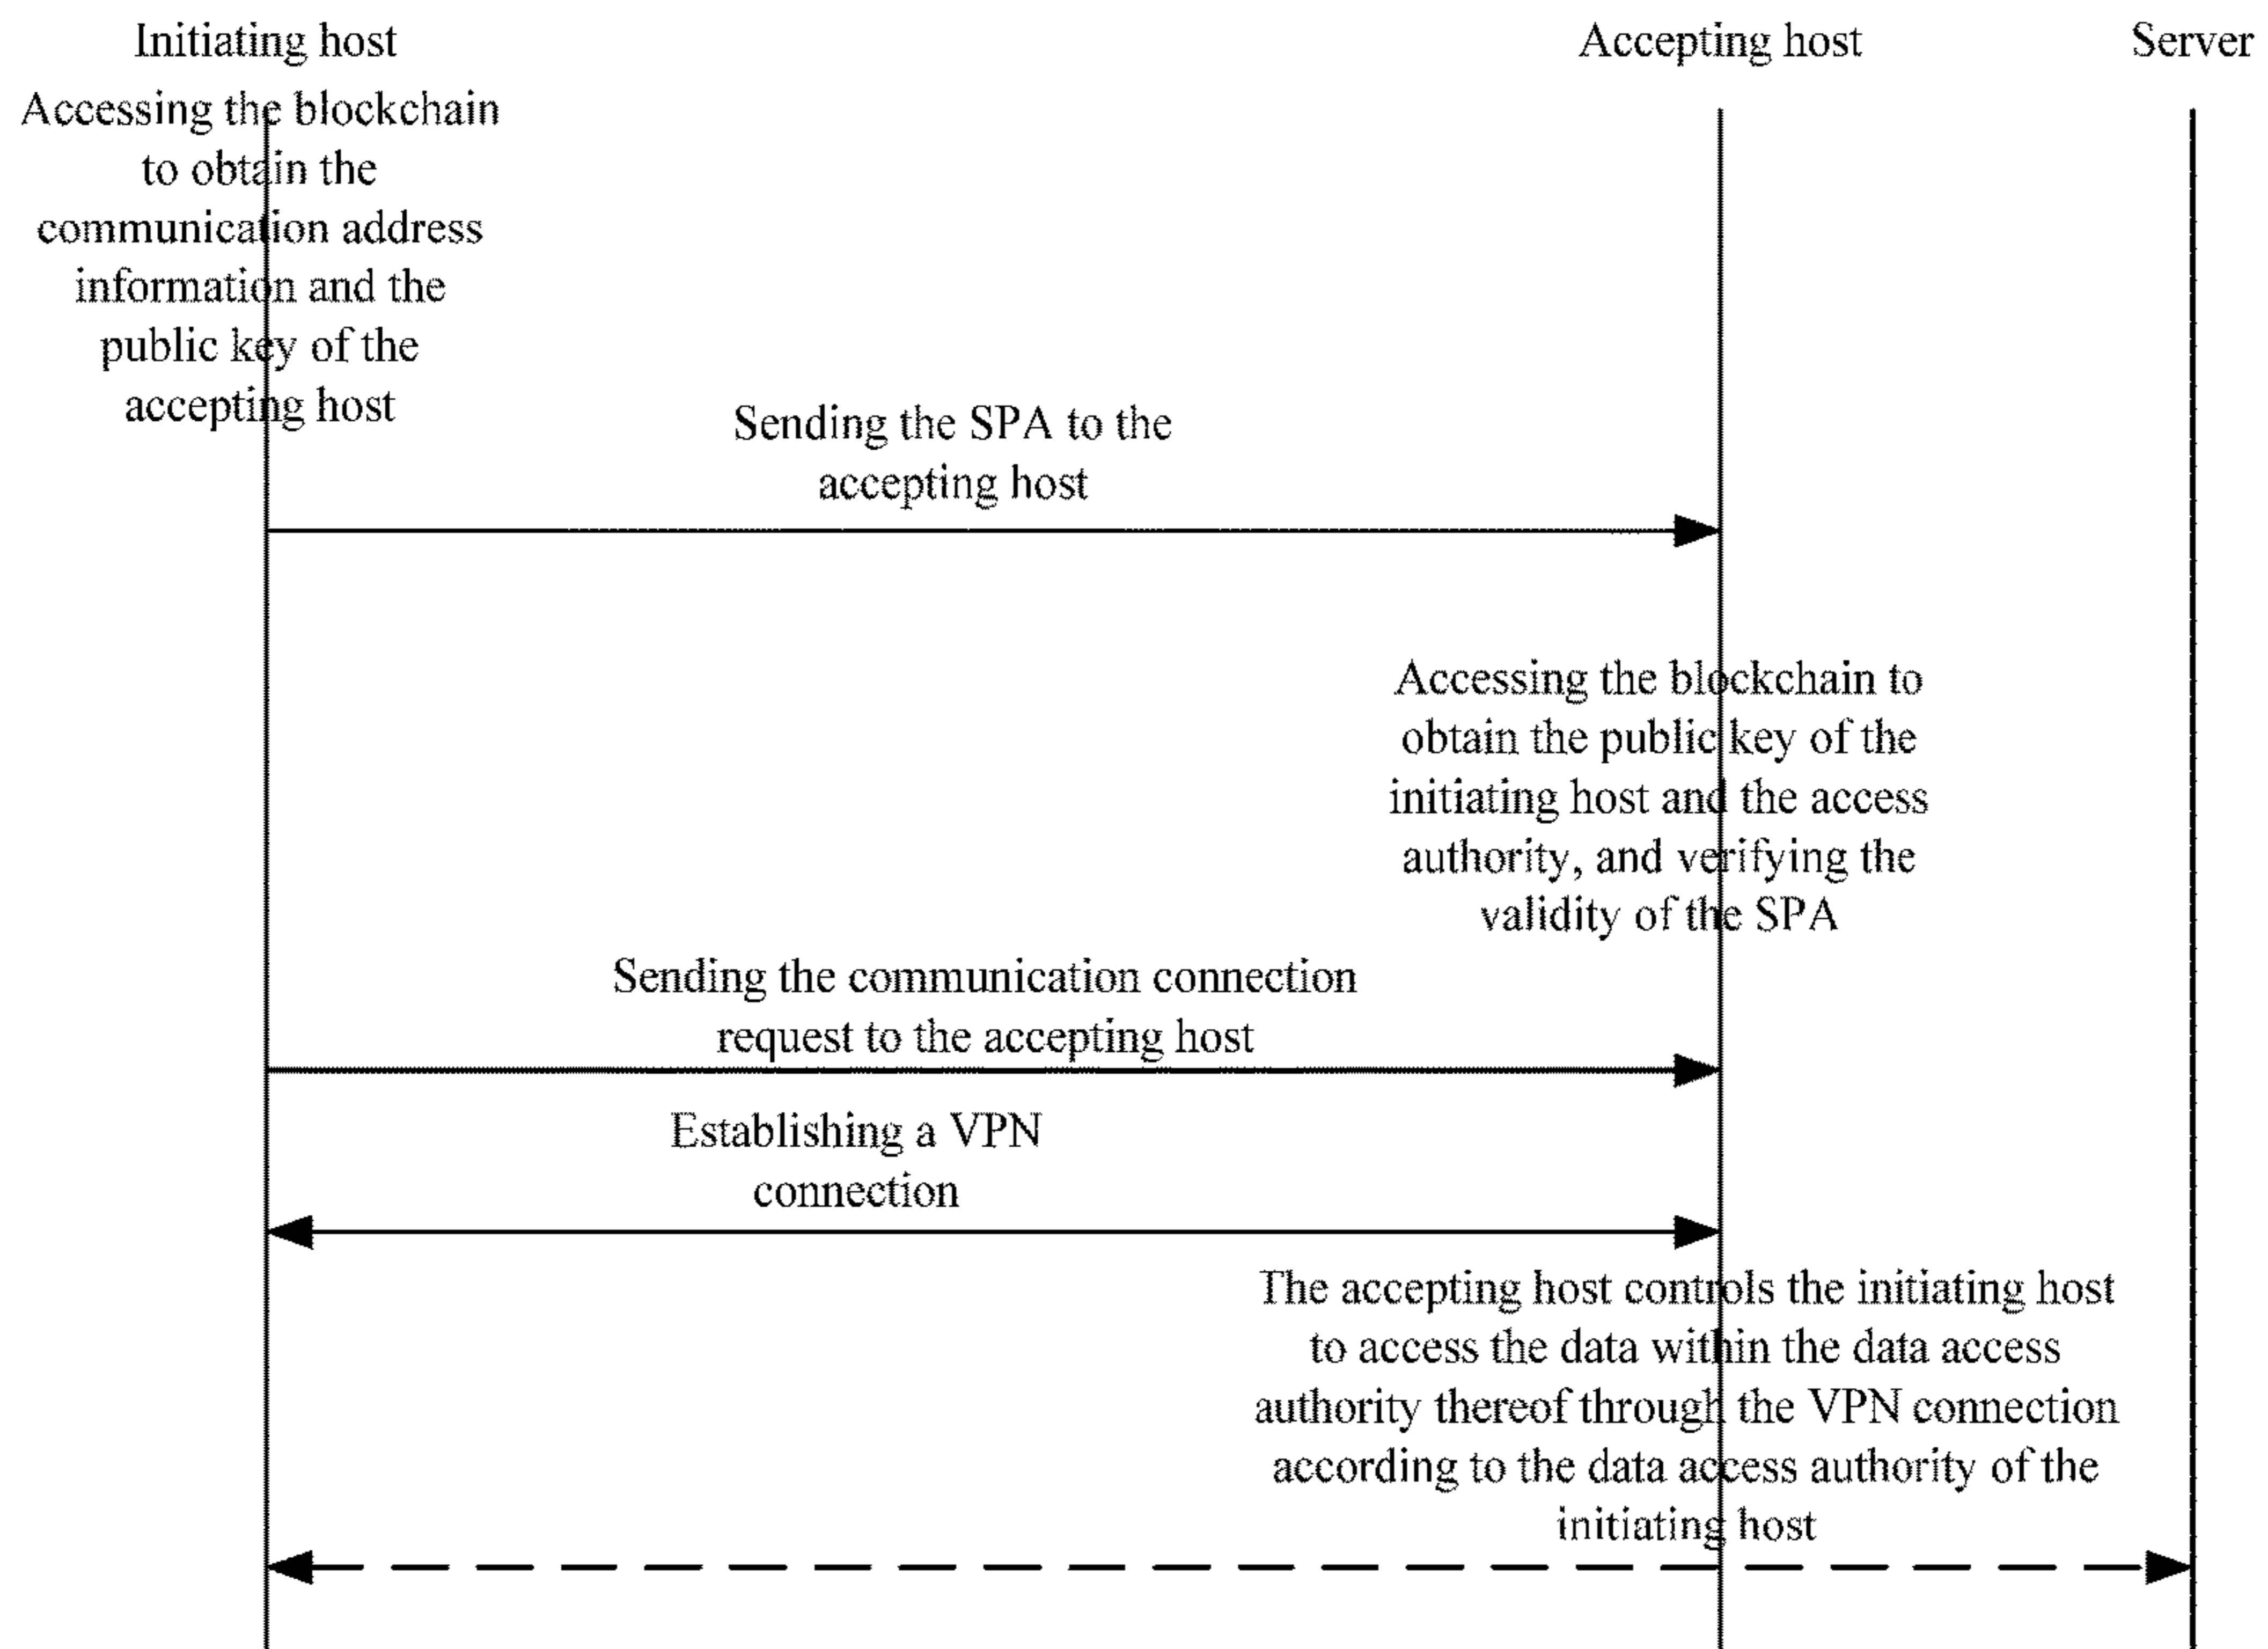 Initiating host
Accepting host
Server
Accessing the blockchain
to obtain the
communication address
information and the
public key of the
accepting host
Sending the SPA to the
accepting host
Accessing the blockchain to
obtain the public key of the
initiating host and the access
authority, and verifying the
validity of the SPA
Sending the communication connection
request to the accepting host
Establishing a VPN
connection
The accepting host controls the initiating host
to access the data within the data access
authority thereof through the VPN connection
according to the data access authority of the
initiating host